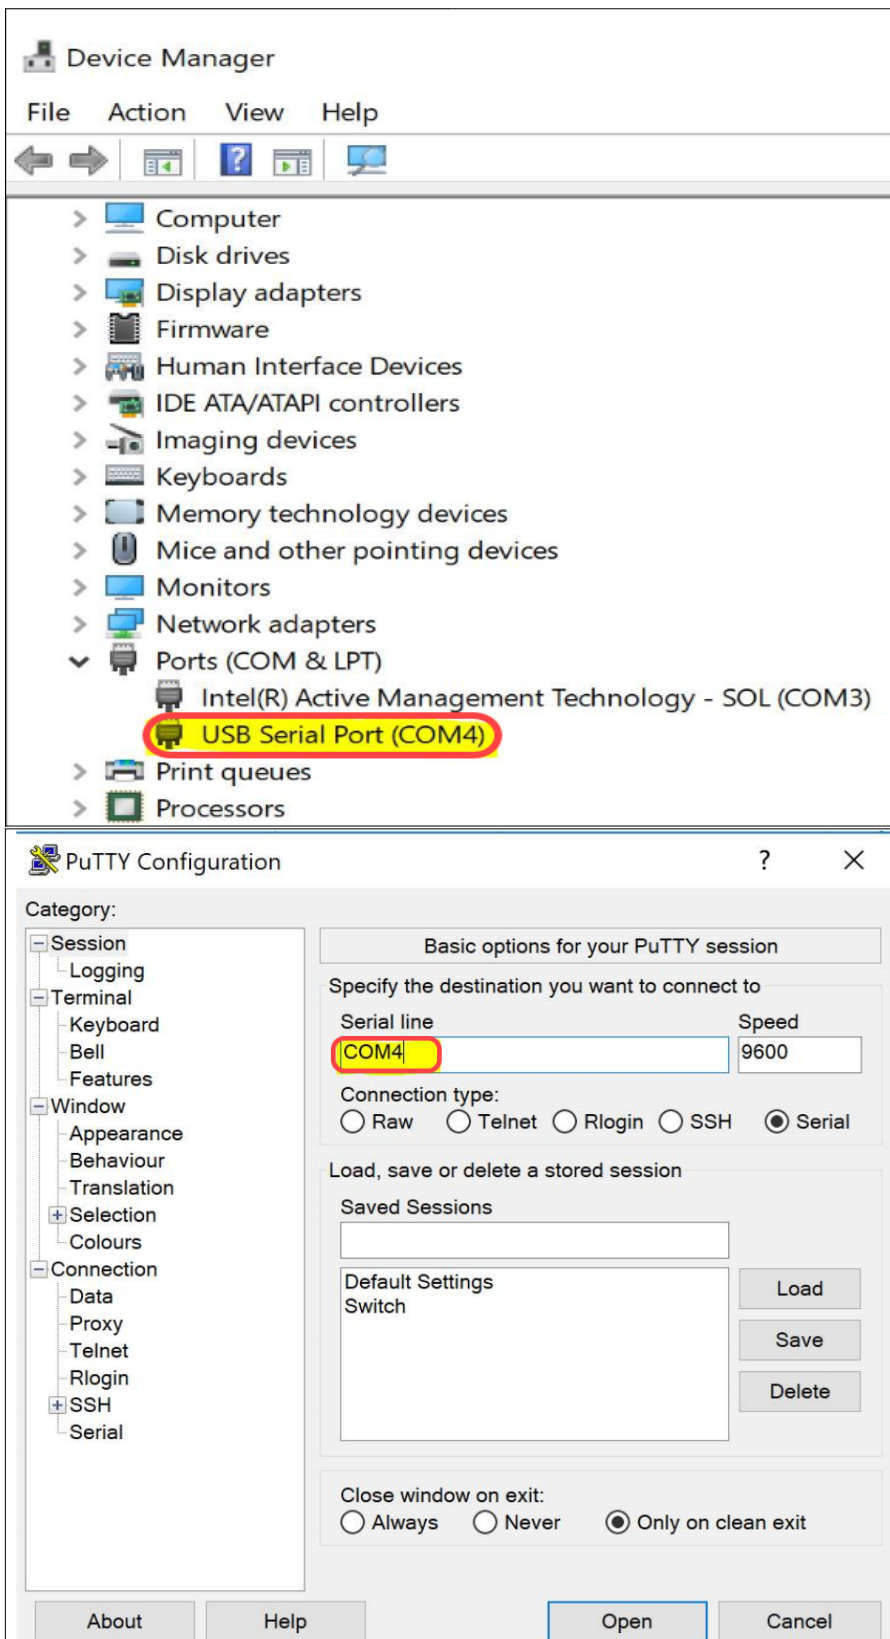 Device Manager
File Action View Help
Computer
Disk drives
Display adapters
Firmware
Human Interface Devices
IDE ATA/ATAPI controllers
Imaging devices
Keyboards
Memory technology devices
Mice and other pointing devices
Monitors
Network adapters
Ports (COM & LPT)
Intel(R) Active Management Technology - SOL (COM3)
USB Serial Port (COM4)
Print queues
Processors
PuTTY Configuration
Category:
Session
Logging
Terminal
Keyboard
Bell
Features
Window
Appearance
Behaviour
Translation
Selection
Colours
Connection
Data
Proxy
Telnet
Rlogin
SSH
Serial
Basic options for your PuTTY session
Specify the destination you want to connect to
Serial line Speed
COM4 9600
Connection type:
Raw Telnet Rlogin SSH Serial
Load, save or delete a stored session
Saved Sessions
Default Settings
Switch
Load
Save
Delete
Close window on exit:
Always Never Only on clean exit
About Help Open Cancel